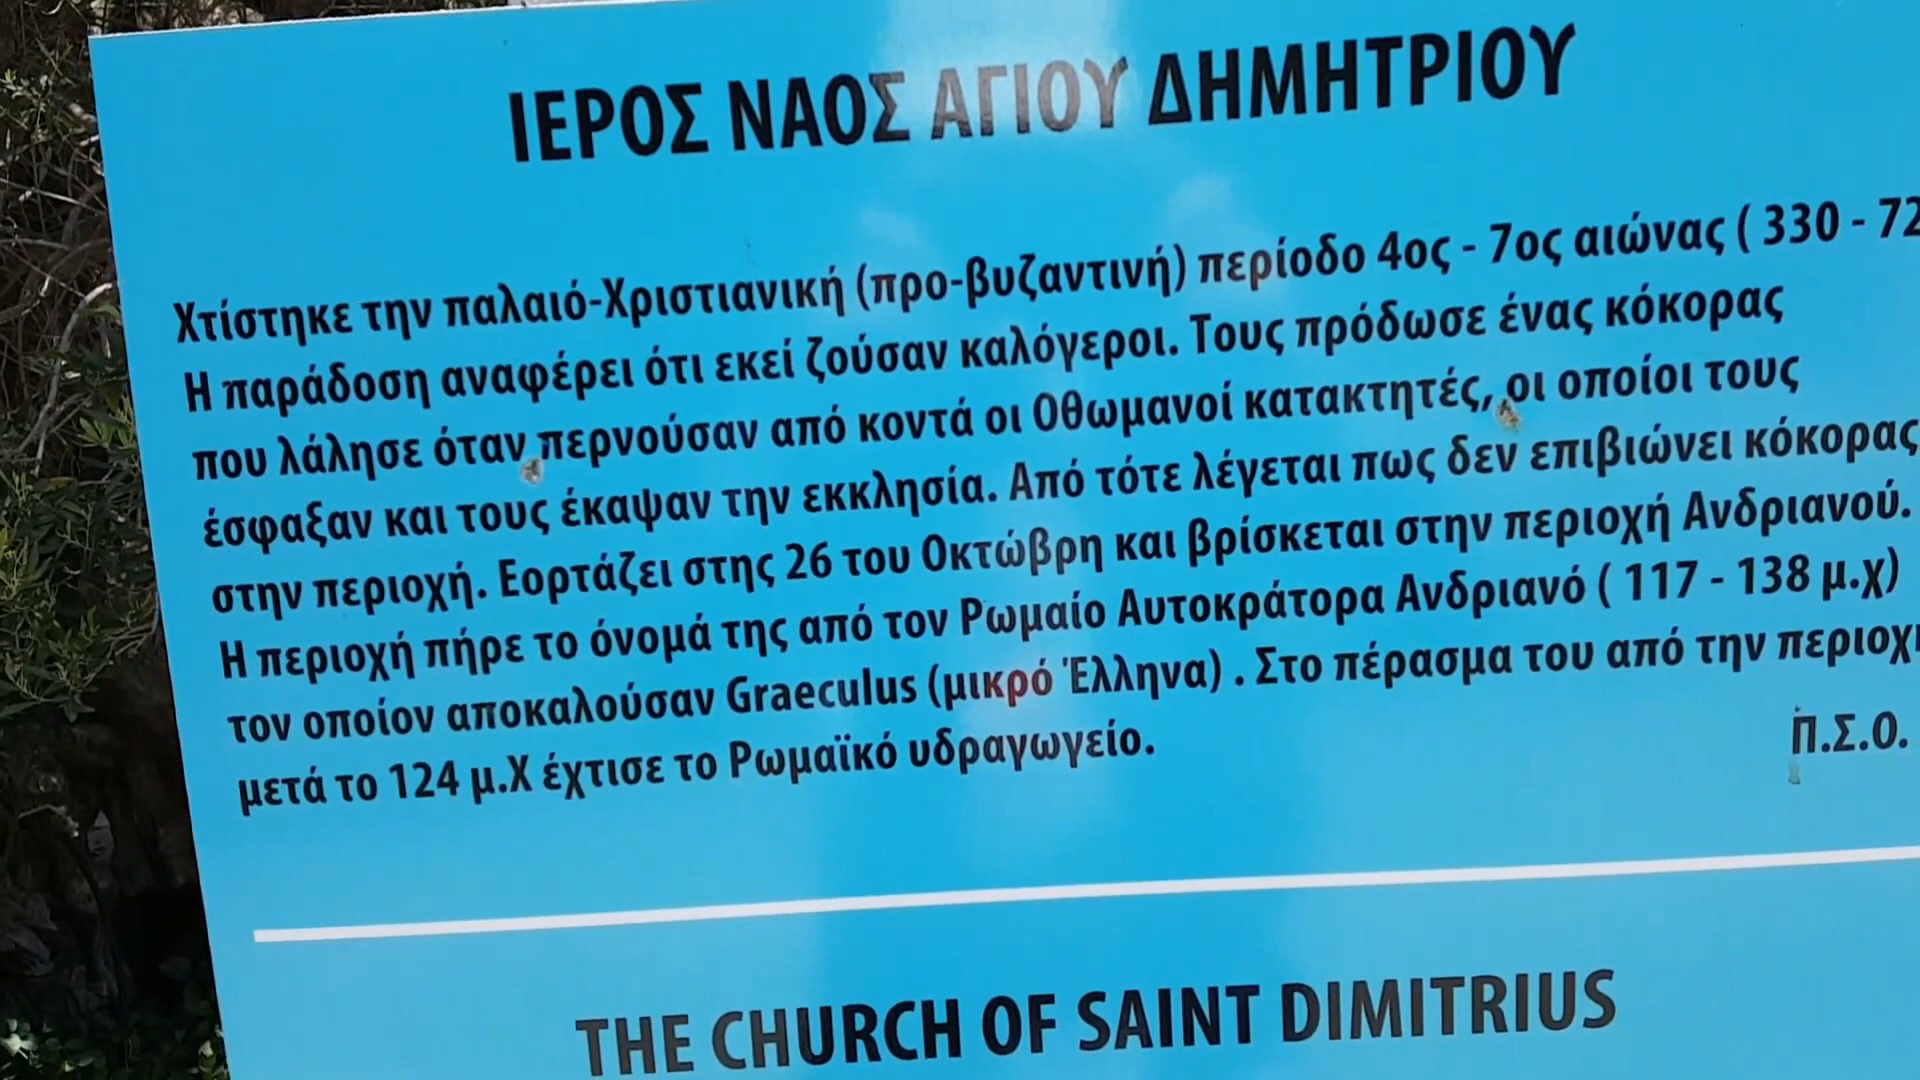 ΙΕΡΟΣ ΝΑΟΣ ΑΓΙΟΥ ΔΗΜΗΤΡΙΟΥ
Χτίστηκε την παλαιό-Χριστιανική (προ-βυζαντινή) περίοδο 4ος - 7ος αιώνας ( 330 - 72
Η παράδοση αναφέρει ότι εκεί ζούσαν καλόγεροι. Τους πρόδωσε ένας κόκορας
που λάλησε όταν περνούσαν από κοντά οι Οθωμανοί κατακτητές, οι οποίοι τους
έσφαξαν και τους έκαψαν την εκκλησία. Από τότε λέγεται πως δεν επιβιώνει κόκορας
στην περιοχή. Εορτάζει στης 26 του Οκτώβρη και βρίσκεται στην περιοχή Ανδριανού.
Η περιοχή πήρε το όνομά της από τον Ρωμαίο Αυτοκράτορα Ανδριανό ( 117 - 138 μ.χ)
τον οποίον αποκαλούσαν Graeculus (μικρό Έλληνα) . Στο πέρασμα του από την περιοχή
μετά το 124 μ.Χ έχτισε το Ρωμαϊκό υδραγωγείο.
Π.Σ.Ο.
THE CHURCH OF SAINT DIMITRIUS